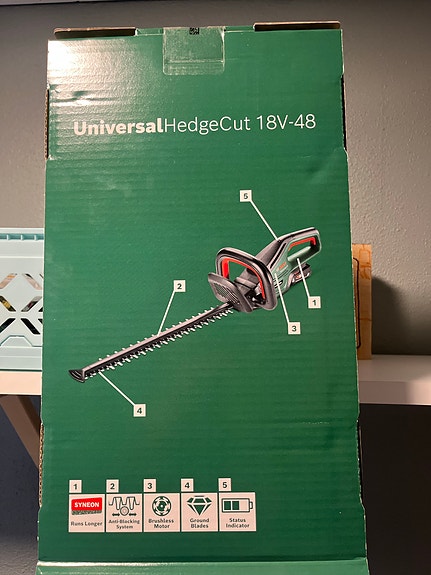 UniversalHedgeCut 18V-48
5
2
1
3
4
1 2 3 4 5
SYNEON
Runs Longer
Anti-Blocking
System
Brushless
Motor
Ground
Blades
Status
Indicator